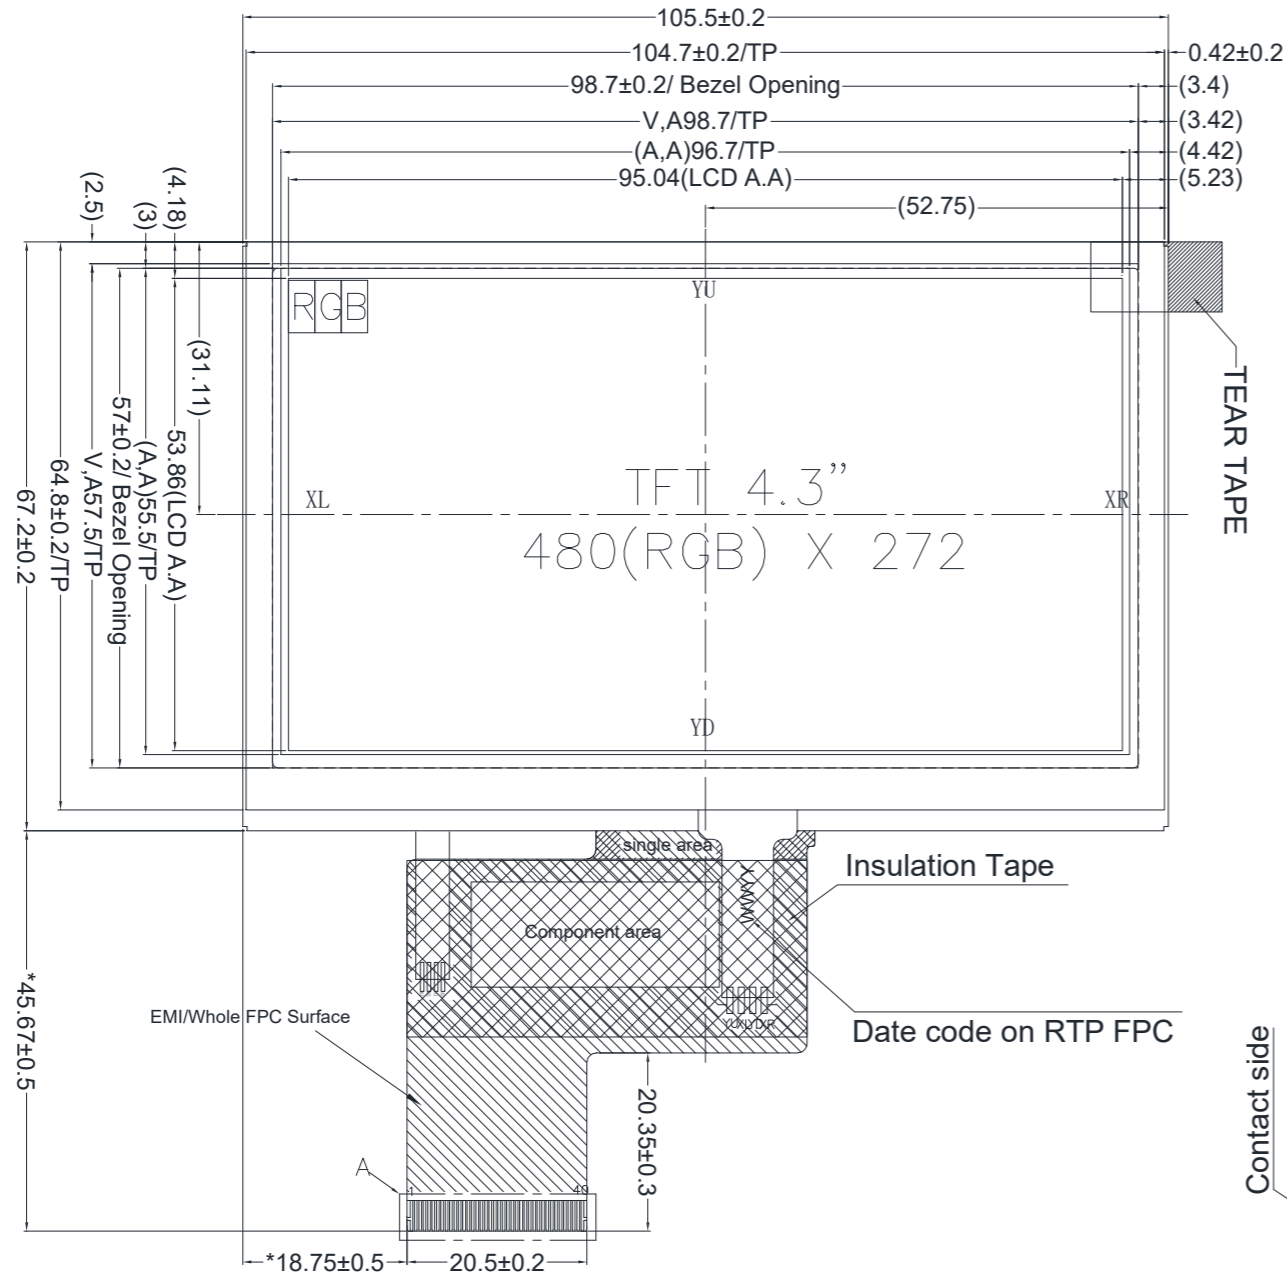 105.5±0.2
104.7±0.2/TP
0.42±0.2
98.7±0.2/ Bezel Opening
(3.4)
V,A98.7/TP
(3.42)
(A,A)96.7/TP
(4.42)
95.04(LCD A.A)
(5.23)
(52.75)
(2.5)
(3)
(4.18)
(31.11)
53.86(LCD A.A)
(A,A)55.5/TP
57±0.2/ Bezel Opening
V,A57.5/TP
64.8±0.2/TP
67.2±0.2
RGB
YU
XL
TFT 4.3”
480(RGB) X 272
XR
YD
TEAR TAPE
single area
Insulation Tape
Component area
WWYY
YUXLYDXR
Date code on RTP FPC
EMI/Whole FPC Surface
*45.67±0.5
20.35±0.3
Contact side
A
1
40
*18.75±0.5
20.5±0.2